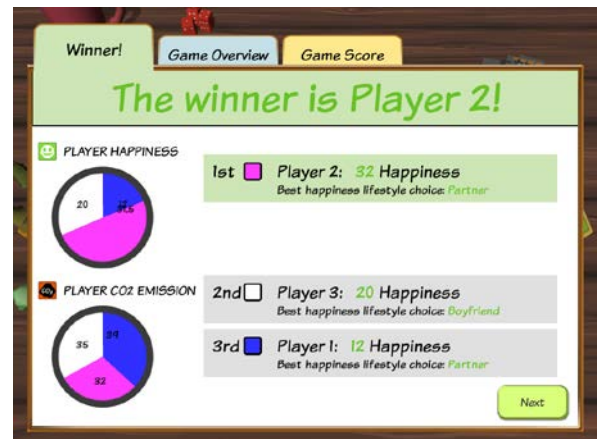 Winner!
Game Overview
Game Score
The winner is Player 2!
PLAYER HAPPINESS
20
1st Player 2: 32 Happiness
Best happiness lifestyle choice: Partner
PLAYER CO2 EMISSION
35
39
32
2nd Player 3: 20 Happiness
Best happiness lifestyle choice: Boyfriend
3rd Player 1: 12 Happiness
Best happiness lifestyle choice: Partner
Next